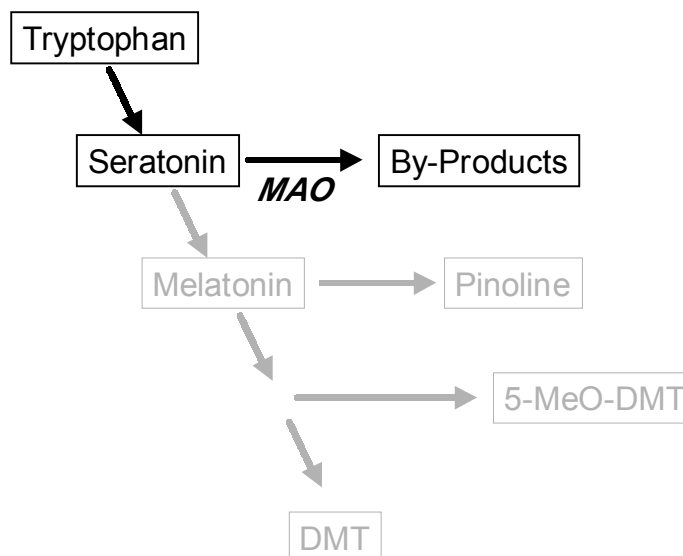 Tryptophan
Seratonin
MAO
By-Products
Melatonin
Pinoline
5-MeO-DMT
DMT